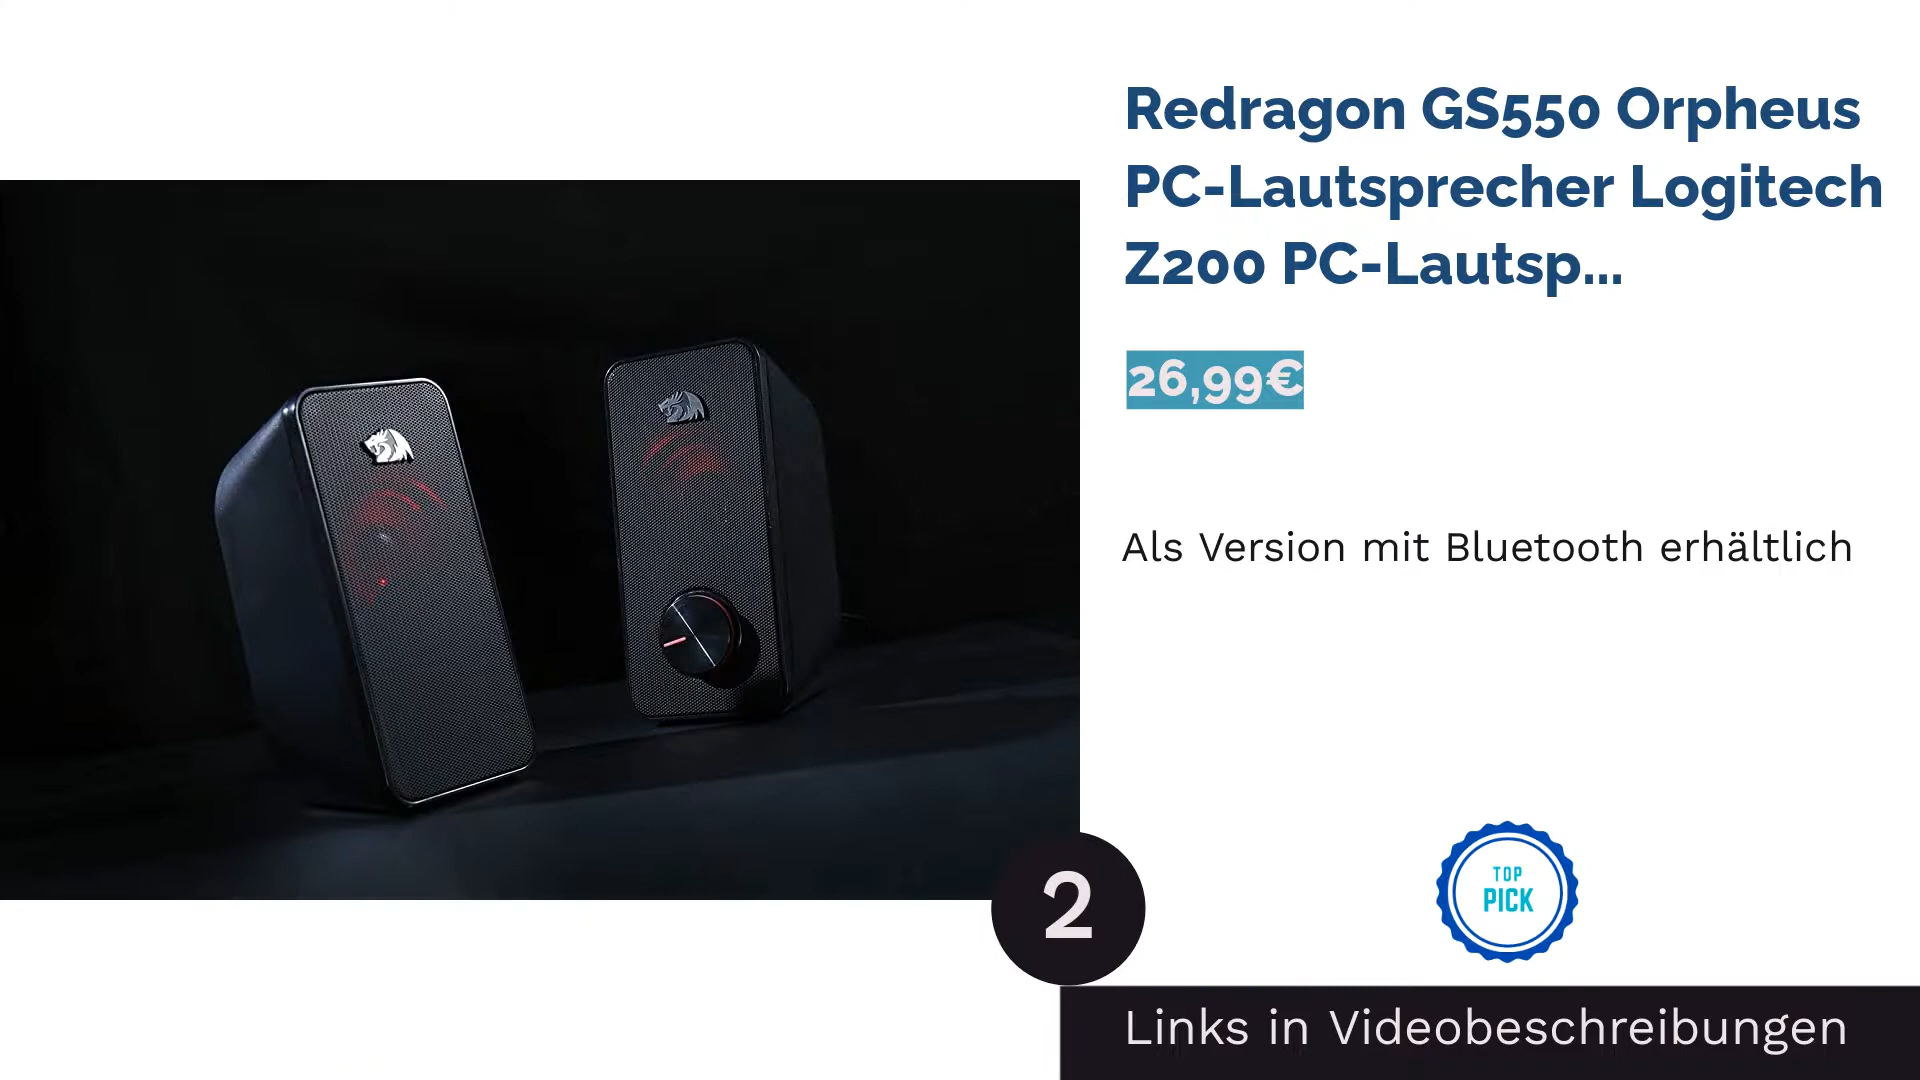 Redragon GS550 Orpheus
PC-Lautsprecher Logitech
Z200 PC-Lautsp...
26,99€
Als Version mit Bluetooth erhältlich
2
TOP
PICK
Links in Videobeschreibungen